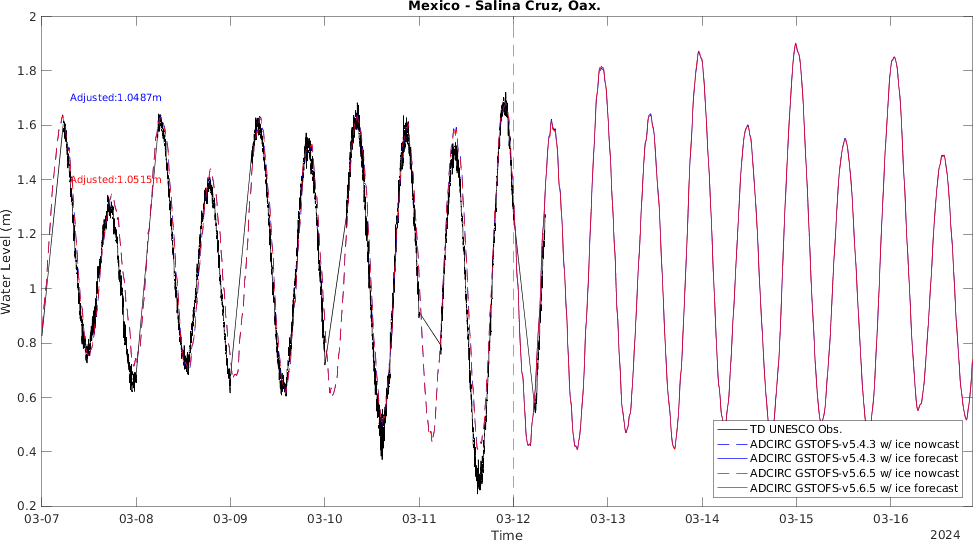 Mexico - Salina Cruz, Oax.
Water Level (m)
2
1.8
1.6
1.4
1.2
1
0.8
0.6
0.4
0.2
Adjusted:1.0487m
Adjusted:1.0515m
TD UNESCO Obs.
ADCIRC GSTOFS-v5.4.3 w/ ice nowcast
ADCIRC GSTOFS-v5.4.3 w/ ice forecast
ADCIRC GSTOFS-v5.6.5 w/ ice nowcast
ADCIRC GSTOFS-v5.6.5 w/ ice forecast
03-07 03-08 03-09 03-10 03-11 03-12 03-13 03-14 03-15 03-16
Time
2024